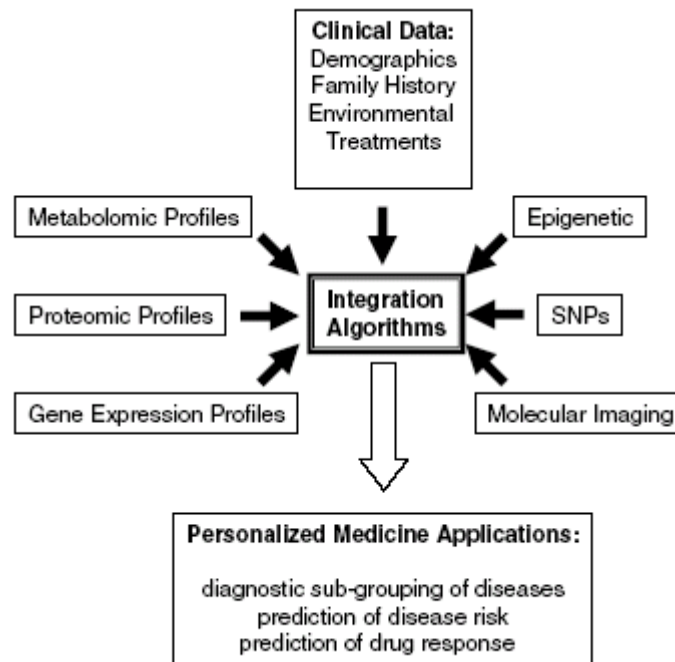 Clinical Data:
Demographics
Family History
Environmental
Treatments
Metabolomic Profiles
Epigenetic
Integration
Algorithms
Proteomic Profiles
SNPs
Gene Expression Profiles
Molecular Imaging
Personalized Medicine Applications:
diagnostic sub-grouping of diseases
prediction of disease risk
prediction of drug response